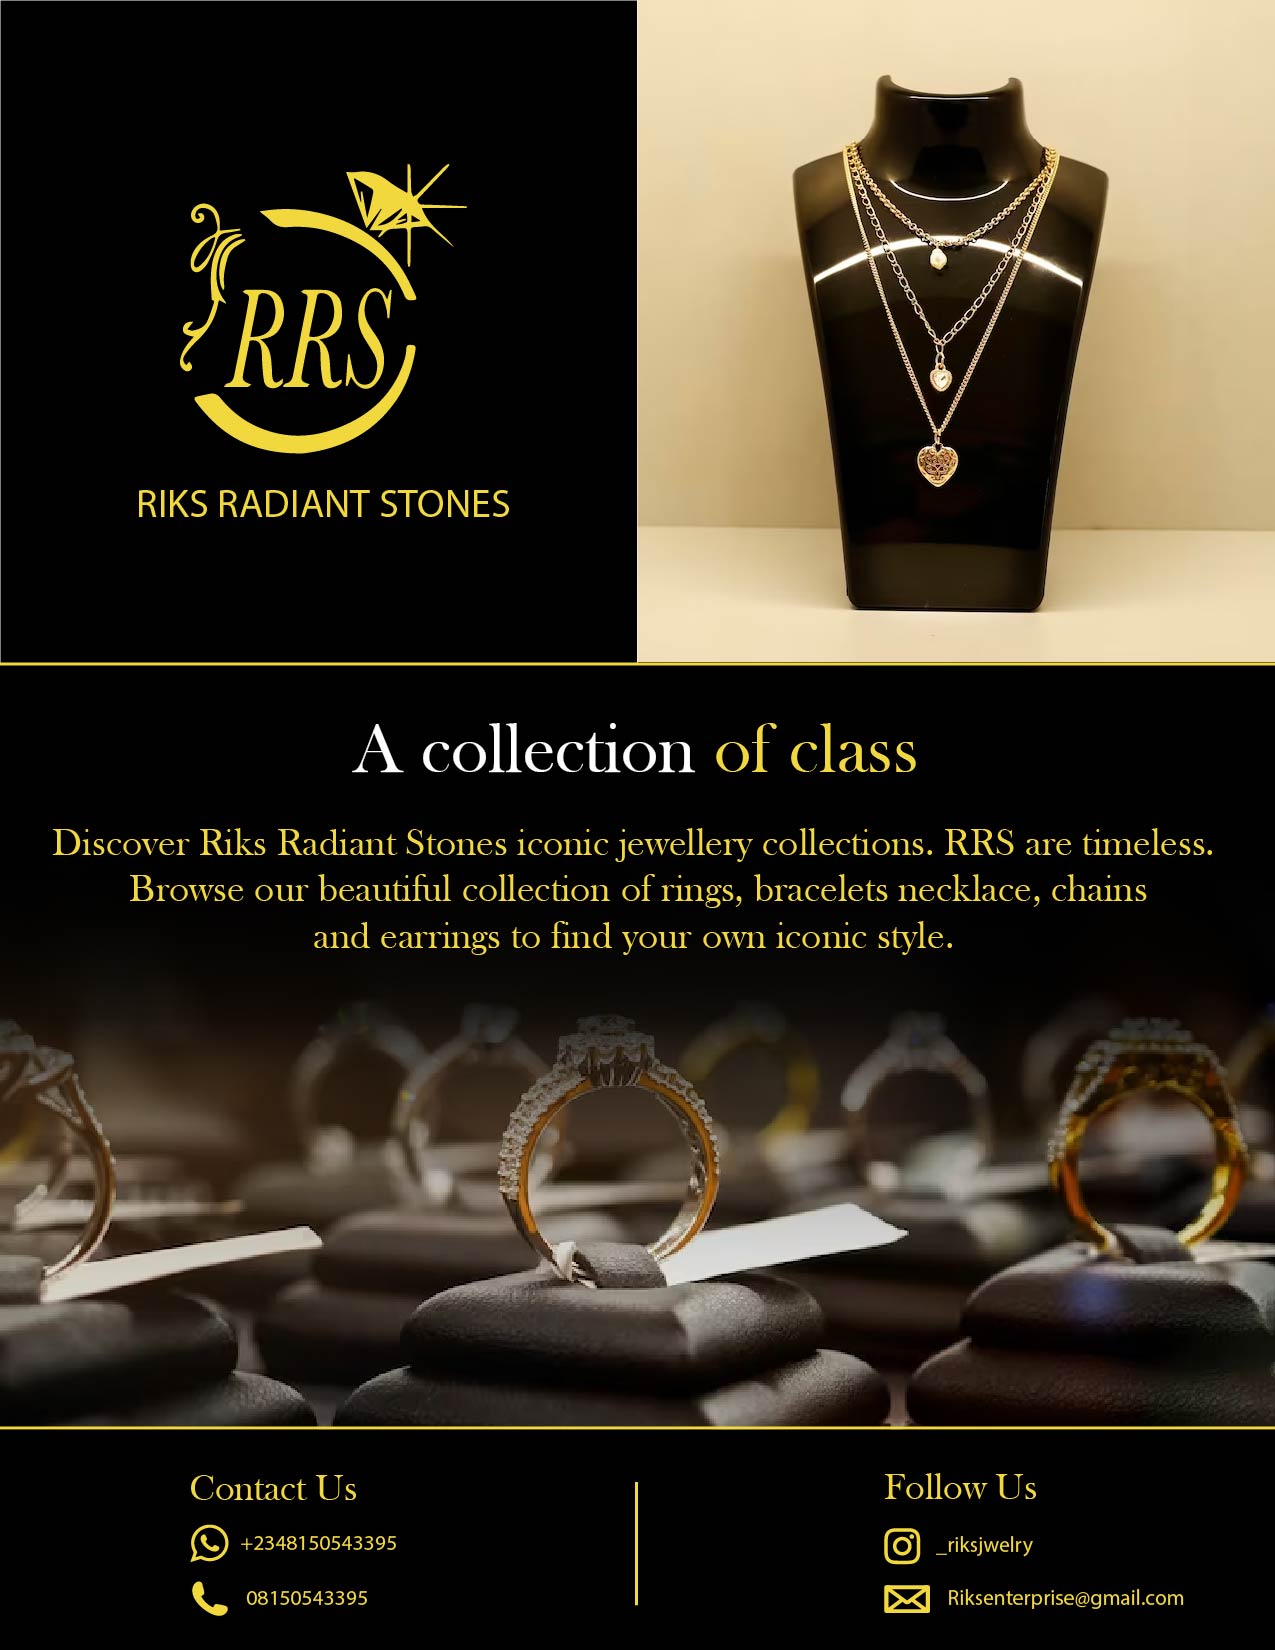 RRS
RIKS RADIANT STONES
A collection of class
Discover Riks Radiant Stones iconic jewellery collections. RRS are timeless.
Browse our beautiful collection of rings, bracelets necklace, chains
and earrings to find your own iconic style.
Contact Us
+2348150543395
08150543395
Follow Us
_riksjwelry
Riksenterprise@gmail.com